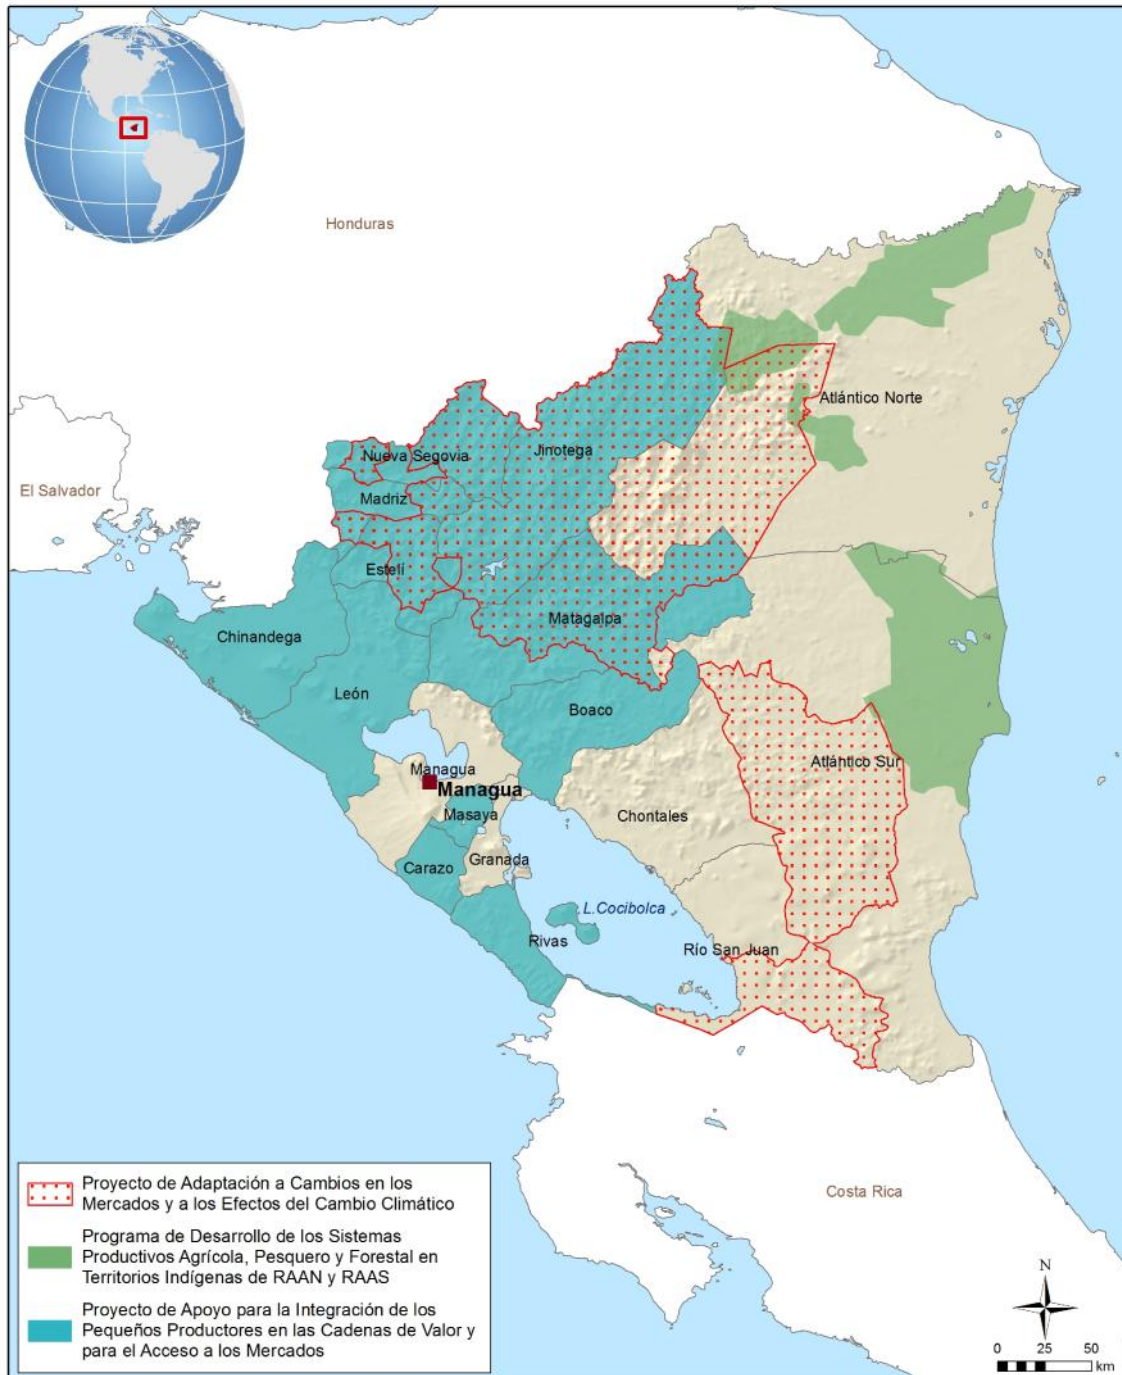 Honduras
El Salvador
Atlántico Norte
Nueva Segovia
Jinotega
Madriz
Estelí
Chinandega
Matagalpa
León
Boaco
Managua
Managua
Masaya
Atlántico Sur
Chontales
Carazo
Granada
L.Cocibolca
Rivas
Río San Juan
Costa Rica
Proyecto de Adaptación a Cambios en los
Mercados y a los Efectos del Cambio Climático
Programa de Desarrollo de los Sistemas
Productivos Agrícola, Pesquero y Forestal en
Territorios Indígenas de RAAN y RAAS
Proyecto de Apoyo para la Integración de los
Pequeños Productores en las Cadenas de Valor y
para el Acceso a los Mercados
N
0 25 50
km